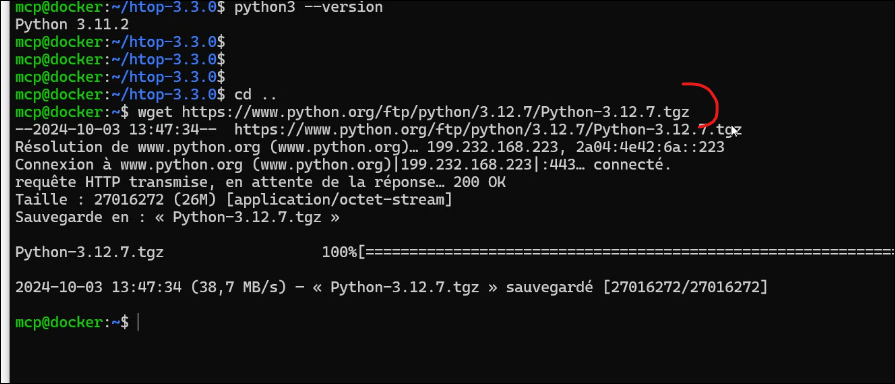 mcp@docker:~/htop-3.3.0$ python3 --version
Python 3.11.2
mcp@docker:~/htop-3.3.0$
mcp@docker:~/htop-3.3.0$
mcp@docker:~/htop-3.3.0$
mcp@docker:~/htop-3.3.0$ cd ..
mcp@docker:~$ wget https://www.python.org/ftp/python/3.12.7/Python-3.12.7.tgz
--2024-10-03 13:47:34--  https://www.python.org/ftp/python/3.12.7/Python-3.12.7.tgz
Résolution de www.python.org (www.python.org)… 199.232.168.223, 2a04:4e42:6a::223
Connexion à www.python.org (www.python.org)|199.232.168.223|:443… connecté.
requête HTTP transmise, en attente de la réponse… 200 OK
Taille : 27016272 (26M) [application/octet-stream]
Sauvegarde en : « Python-3.12.7.tgz »
Python-3.12.7.tgz 100%[=============================================================
2024-10-03 13:47:34 (38,7 MB/s) — « Python-3.12.7.tgz » sauvegardé [27016272/27016272]
mcp@docker:~$